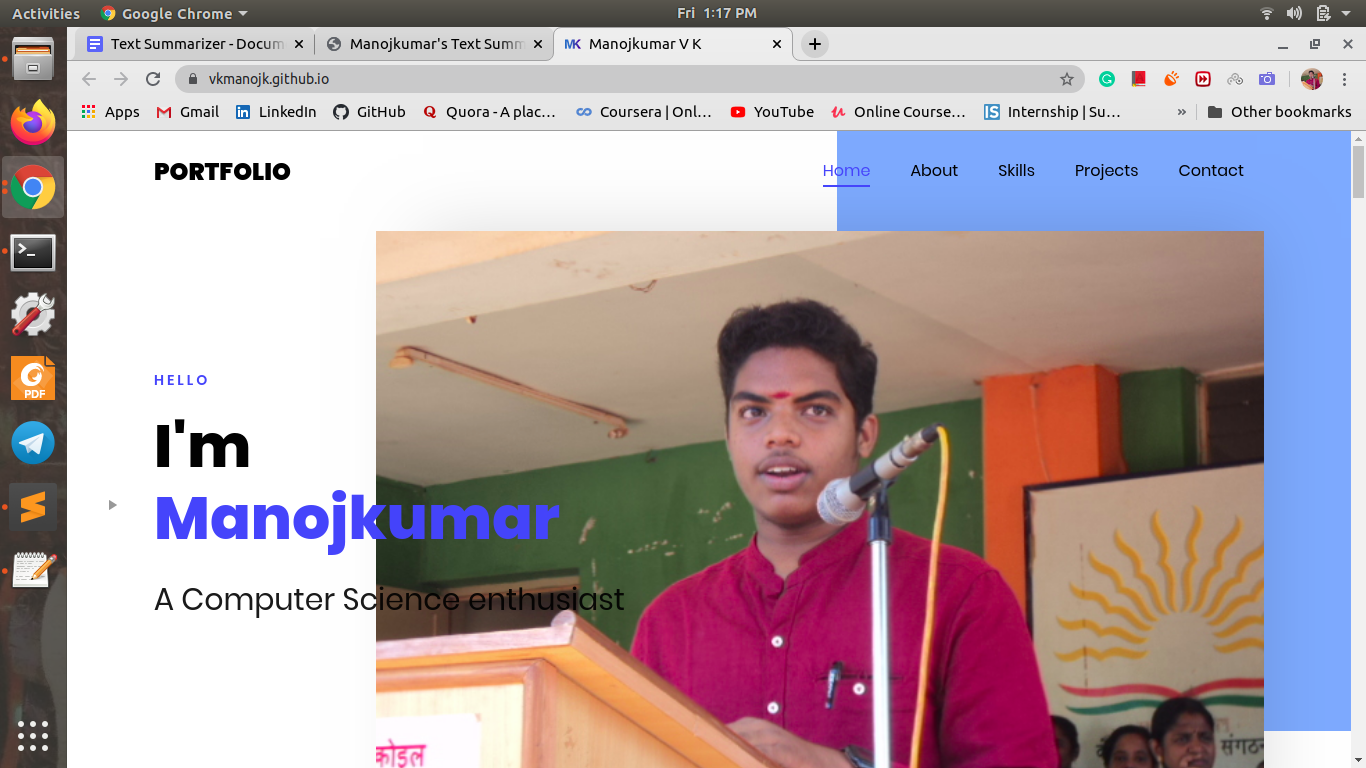 Activities Google Chrome Fri 1:17 PM
Text Summarizer - Docum Manojkumar's Text Summ MK Manojkumar V K
vkmanojk.github.io
Apps Gmail LinkedIn GitHub Quora - A plac… Coursera | Onl… YouTube Online Course… Internship | Su… » Other bookmarks
PORTFOLIO Home About Skills Projects Contact
HELLO
I'm
Manojkumar
A Computer Science enthusiast
PDF
कोइल
संगठ